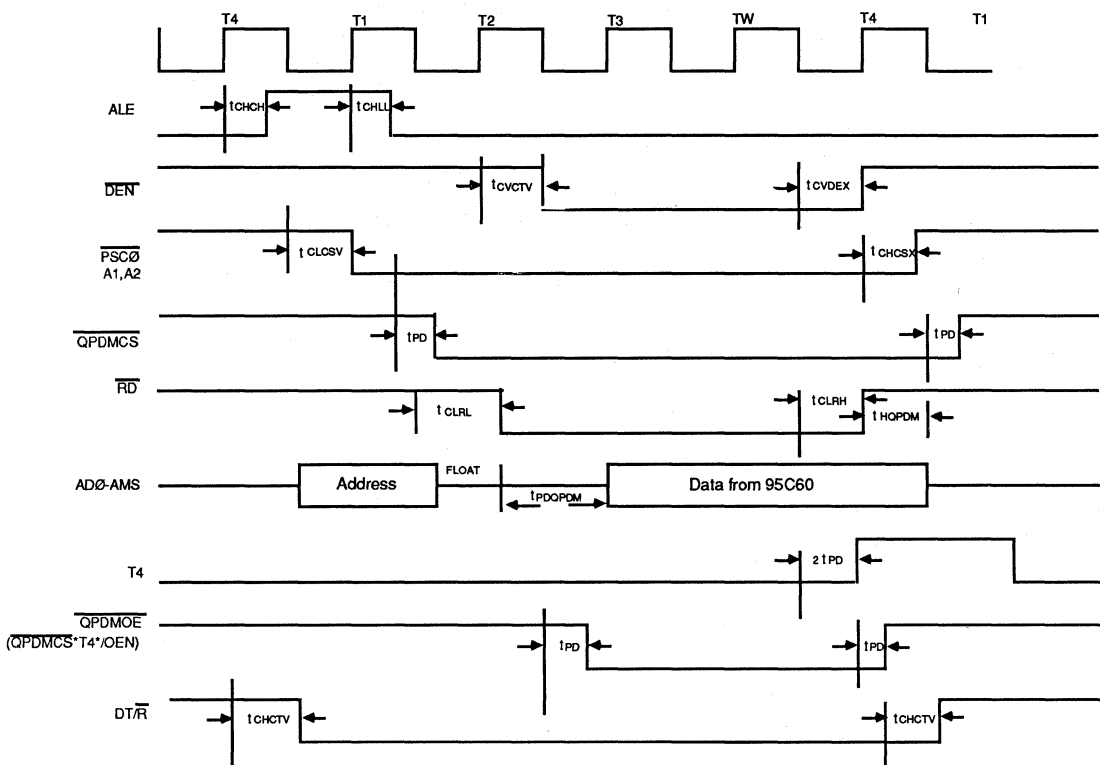 T4 T1 T2 T3 TW T4 T1
ALE
tCHCH
tCHLL
DEN
tCVCTV
tCVDEX
PSCØ
A1,A2
tCLCSV
tCHCSX
QPDMCS
tPD
tPD
RD
tCLRL
tCLRH
tHQPDM
ADØ-AMS
Address
FLOAT
tPDQPDM
Data from 95C60
T4
2 tPD
QPDMOE
(QPDMCS*T4*/OEN)
tPD
tPD
DT/R
tCHCTV
tCHCTV